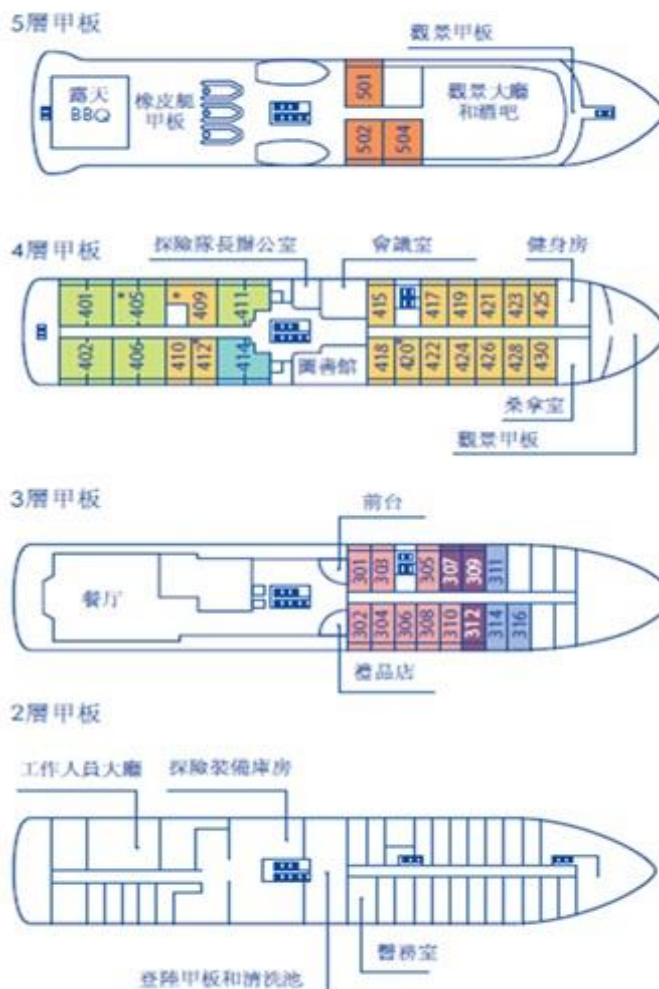 5層甲板
觀景甲板
露天
BBQ
橡皮艇
甲板
501
502
504
觀景大廳
和酒吧
4層甲板
探險隊長辦公室
會議室
健身房
401
*405
*409
411
415
417
419
421
423
425
402
406
410
412*
414
圖書館
418
420*
422
424
426
428
430
桑拿室
觀景甲板
3層甲板
前台
餐厅
301
303
305
307
309
311
302
304
306
308
310
312
314
316
禮品店
2層甲板
工作人員大廳
探險裝備庫房
醫務室
登陸甲板和清洗池